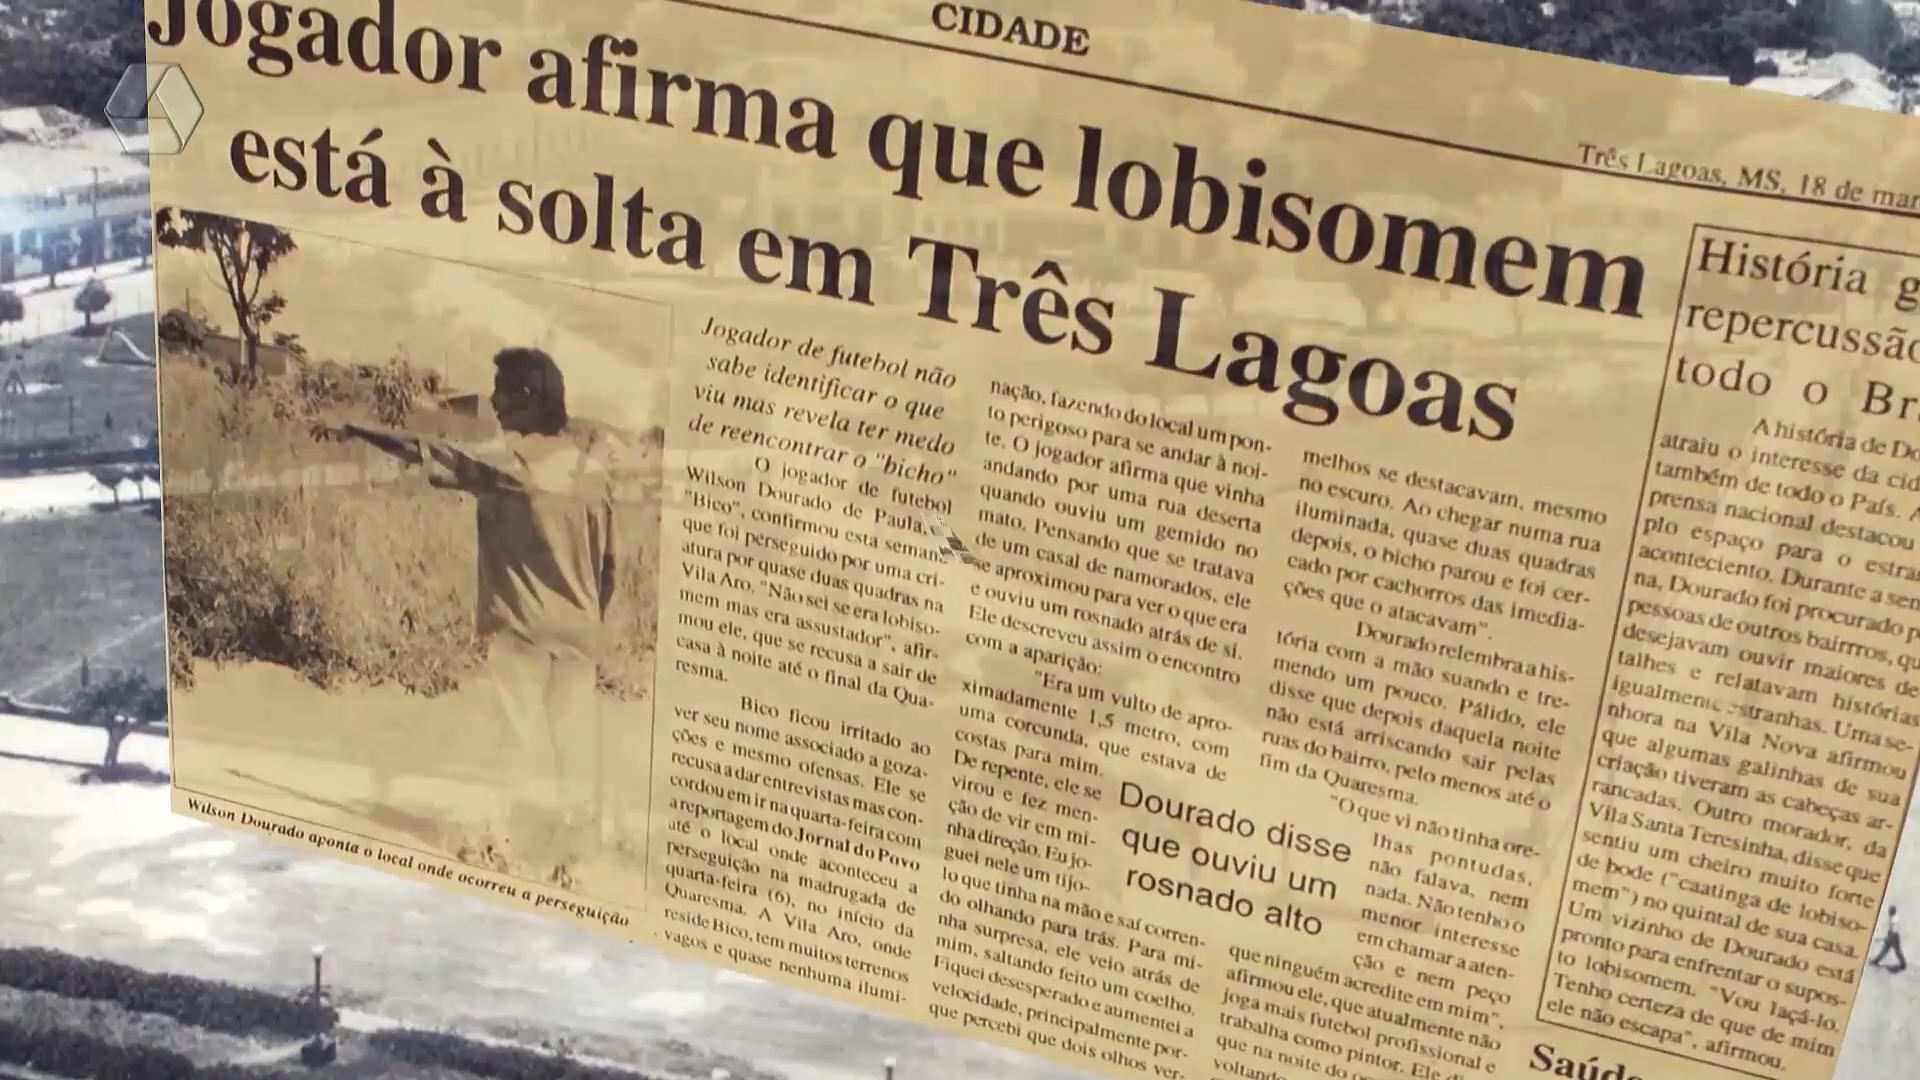 CIDADE
Três Lagoas, MS, 18 de mar
Jogador afirma que lobisomem
está à solta em Três Lagoas
Wilson Dourado aponta o local onde ocorreu a perseguição
Jogador de futebol não
sabe identificar o que
viu mas revela ter medo
de reencontrar o "bicho"
O jogador de futebol
Wilson Dourado de Paula,
"Bico", confirmou esta semana
que foi perseguido por uma cri-
atura por quase duas quadras na
Vila Aro. "Não sei se era lobiso-
mem mas era assustador", afir-
mou ele, que se recusa a sair de
casa à noite até o final da Qua-
resma.
Bico ficou irritado ao
ver seu nome associado a goza-
ções e mesmo ofensas. Ele se
recusa a dar entrevistas mas con-
cordou em ir na quarta-feira com
a reportagem do Jornal do Povo
até o local onde aconteceu a
perseguição na madrugada de
quarta-feira (6), no início da
Quaresma. A Vila Aro, onde
reside Bico, tem muitos terrenos
vagos e quase nenhuma ilumi-
nação, fazendo do local um pon-
to perigoso para se andar à noi-
te. O jogador afirma que vinha
andando por uma rua deserta
quando ouviu um gemido no
mato. Pensando que se tratava
de um casal de namorados, ele
se aproximou para ver o que era
e ouviu um rosnado atrás de si.
Ele descreveu assim o encontro
com a aparição:
"Era um vulto de apro-
ximadamente 1,5 metro, com
uma corcunda, que estava de
costas para mim.
De repente, ele se
virou e fez men-
ção de vir em mi-
nha direção. Eu jo-
guei nele um tijo-
lo que tinha na mão e saí corren-
do olhando para trás. Para mi-
nha surpresa, ele veio atrás de
mim, saltando feito um coelho.
Fiquei desesperado e aumentei a
velocidade, principalmente por-
que percebi que dois olhos ver-
melhos se destacavam, mesmo
no escuro. Ao chegar numa rua
iluminada, quase duas quadras
depois, o bicho parou e foi cer-
cado por cachorros das imedia-
ções que o atacavam".
Dourado relembra a his-
tória com a mão suando e tre-
mendo um pouco. Pálido, ele
disse que depois daquela noite
não está arriscando sair pelas
ruas do bairro, pelo menos até o
fim da Quaresma.
"O que vi não tinha ore-
lhas pontudas,
não falava, nem
nada. Não tenho o
menor interesse
em chamar a aten-
ção e nem peço
que ninguém acredite em mim",
afirmou ele, que atualmente não
joga mais futebol profissional e
trabalha como pintor. Ele
que na noite do
voltando
Dourado disse
que ouviu um
rosnado alto
História g
repercussão
todo o Br
A história de Do
atraiu o interesse da cid
também de todo o País. A
prensa nacional destacou
plo espaço para o estra
aconteciento. Durante a sem
na, Dourado foi procurado p
pessoas de outros bairrros, qu
desejavam ouvir maiores de
talhes e relatavam histórias
igualmente estranhas. Uma se-
nhora na Vila Nova afirmou
que algumas galinhas de sua
criação tiveram as cabeças ar-
rancadas. Outro morador, da
Vila Santa Teresinha, disse que
sentiu um cheiro muito forte
de bode ("caatinga de lobiso-
mem") no quintal de sua casa.
Um vizinho de Dourado está
pronto para enfrentar o supos-
to lobisomem. "Vou laçá-lo.
Tenho certeza de que de mim
ele não escapa", afirmou.
Saúde